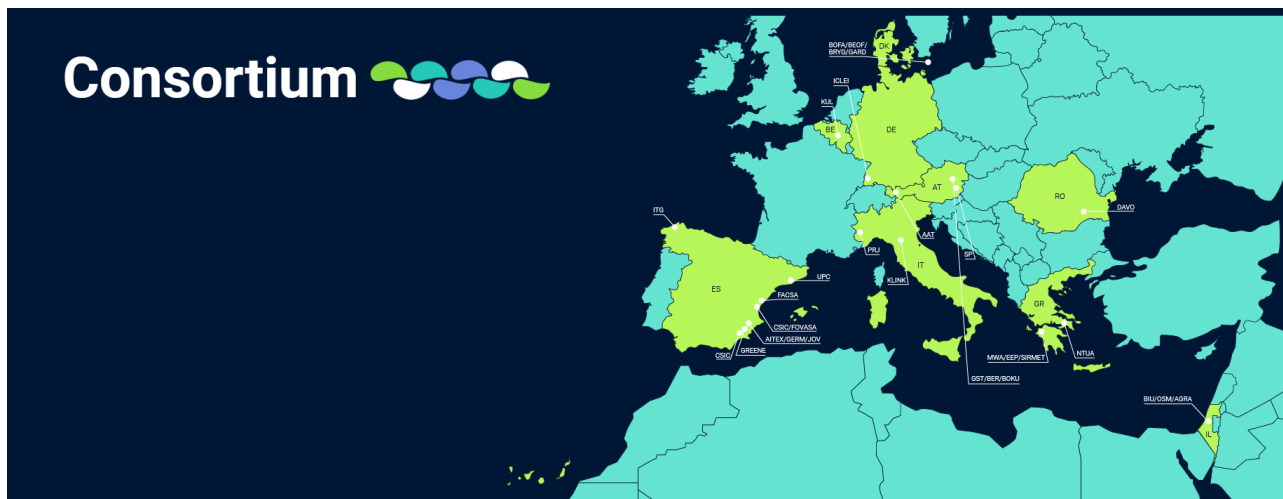 Consortium
BOFA/BEOF/
BRYG/GARD
DK
ICLEI
KUL
BE
DE
AT
RO
DAVO
ITG
AAT
SP
PRJ
KLINK
IT
UPC
ES
FACSA
CSIC/FOVASA
AITEX/GERM/JOV
GREENE
CSIC
GR
NTUA
MWA/EEP/SIRMET
GST/BER/BOKU
BIU/OSM/AGRA
IL